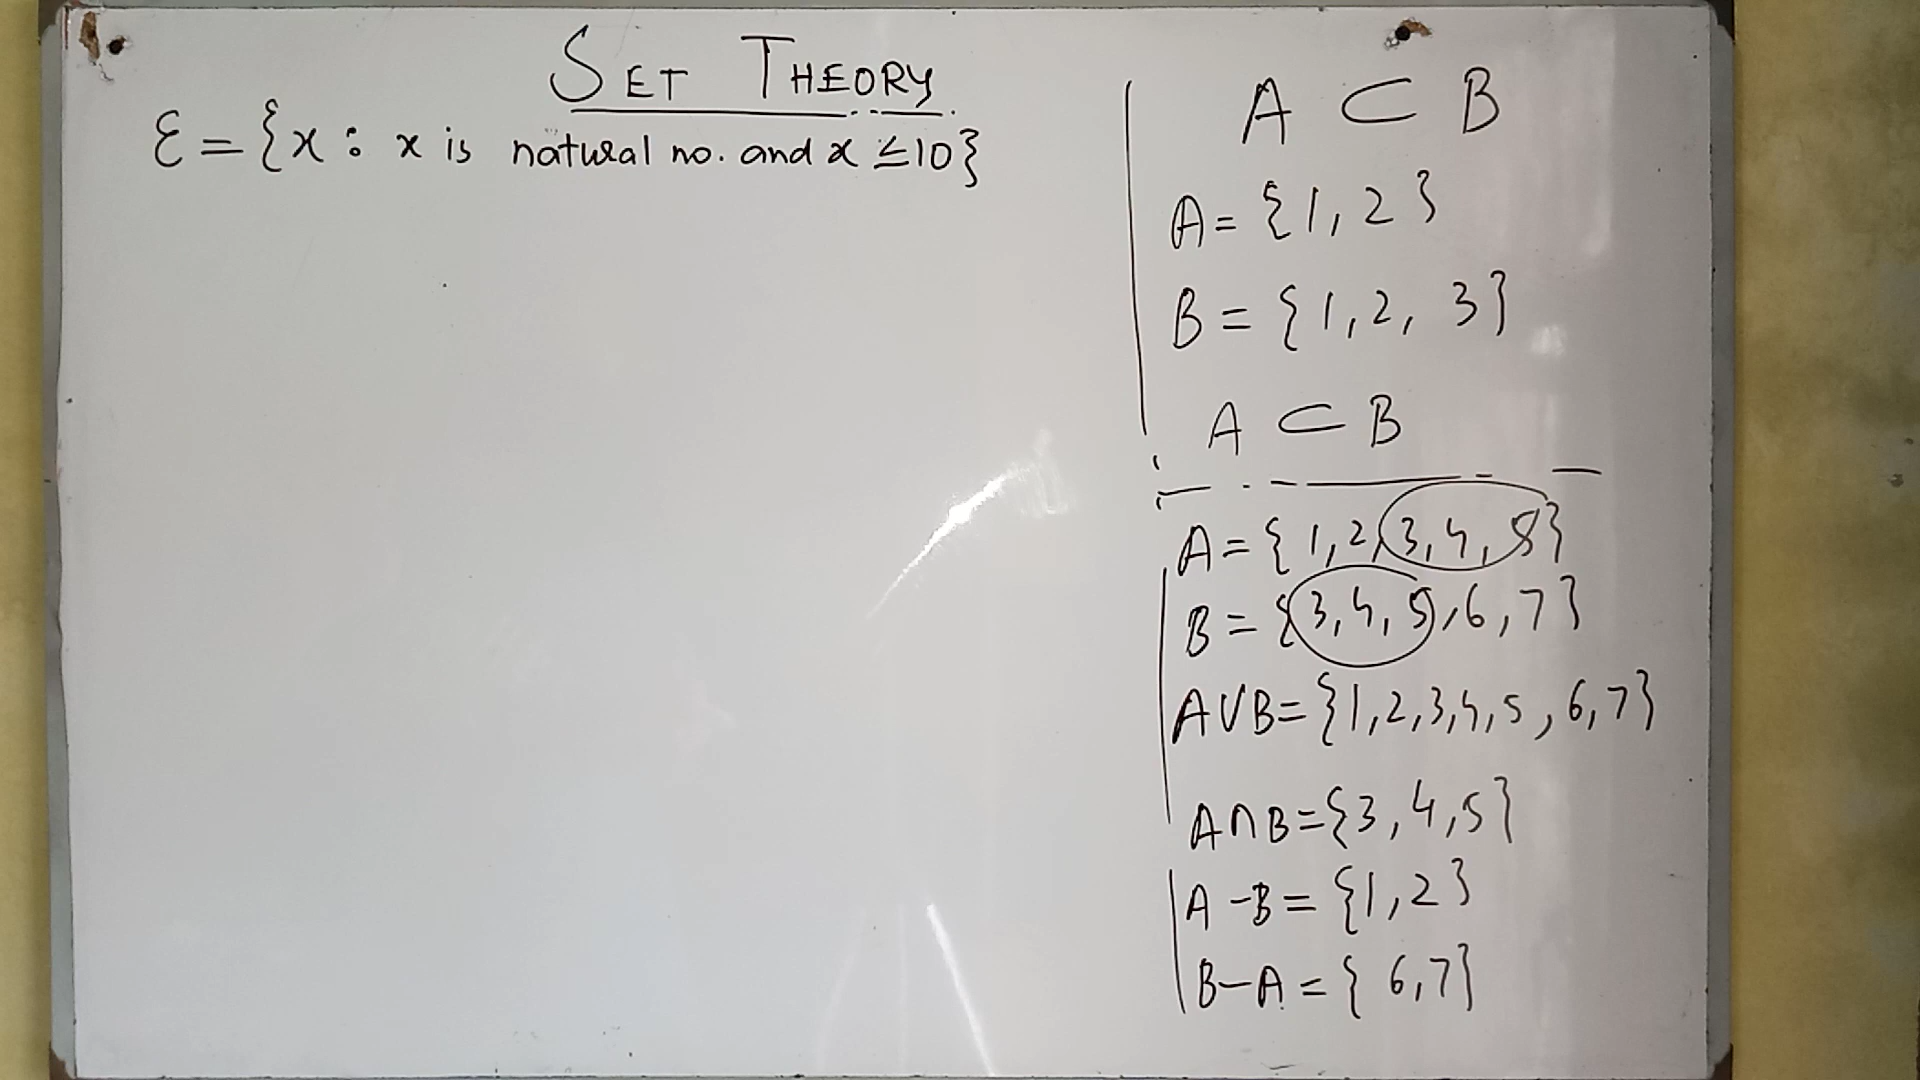 SET THEORY
ℰ = {x : x is natural no. and x ≤ 10}
A ⊂ B
A = {1, 2}
B = {1, 2, 3}
A ⊂ B
A = {1, 2, 3, 4, 5}
B = {3, 4, 5, 6, 7}
A∪B = {1, 2, 3, 4, 5, 6, 7}
A∩B = {3, 4, 5}
A - B = {1, 2}
B - A = {6, 7}